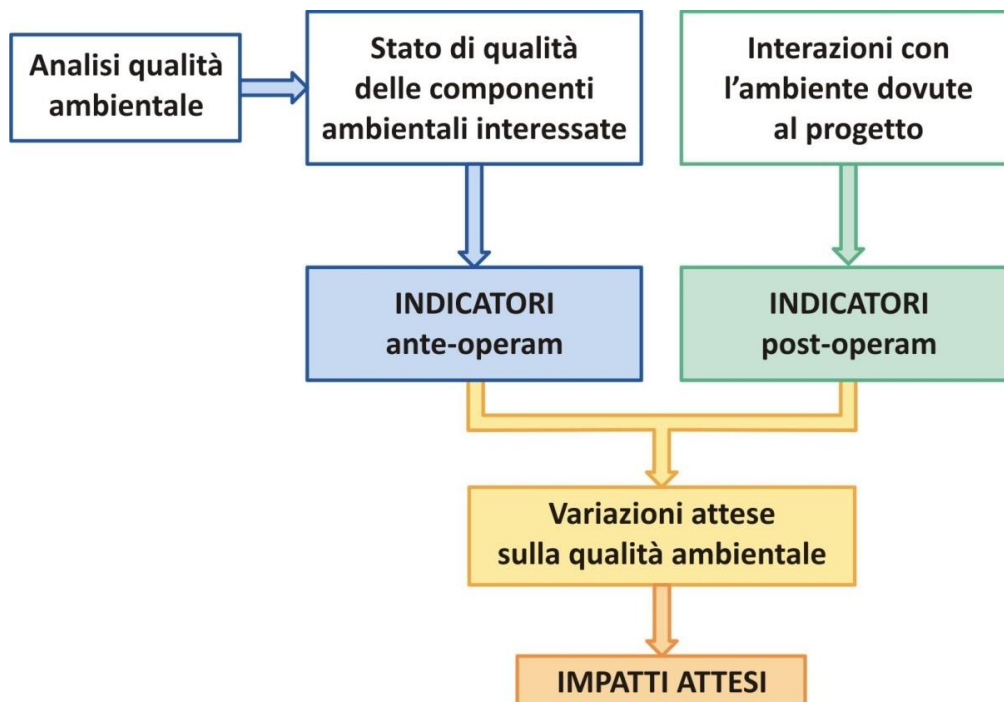 Analisi qualità
ambientale
Stato di qualità
delle componenti
ambientali interessate
Interazioni con
l'ambiente dovute
al progetto
INDICATORI
ante-operam
INDICATORI
post-operam
Variazioni attese
sulla qualità ambientale
IMPATTI ATTESI